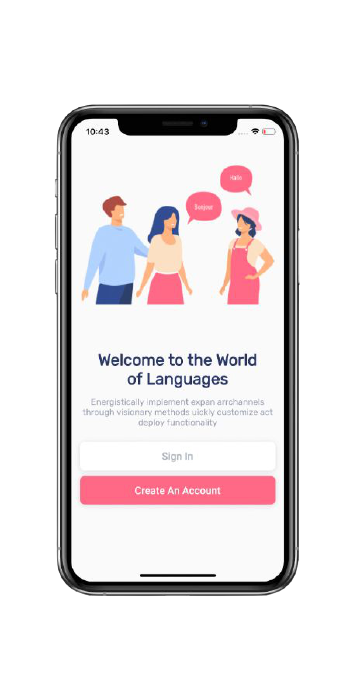 10:43
Hallo
Bonjour
Welcome to the World
of Languages
Energistically implement expan arrchannels
through visionary methods uickly customize act
deploy functionality
Sign In
Create An Account